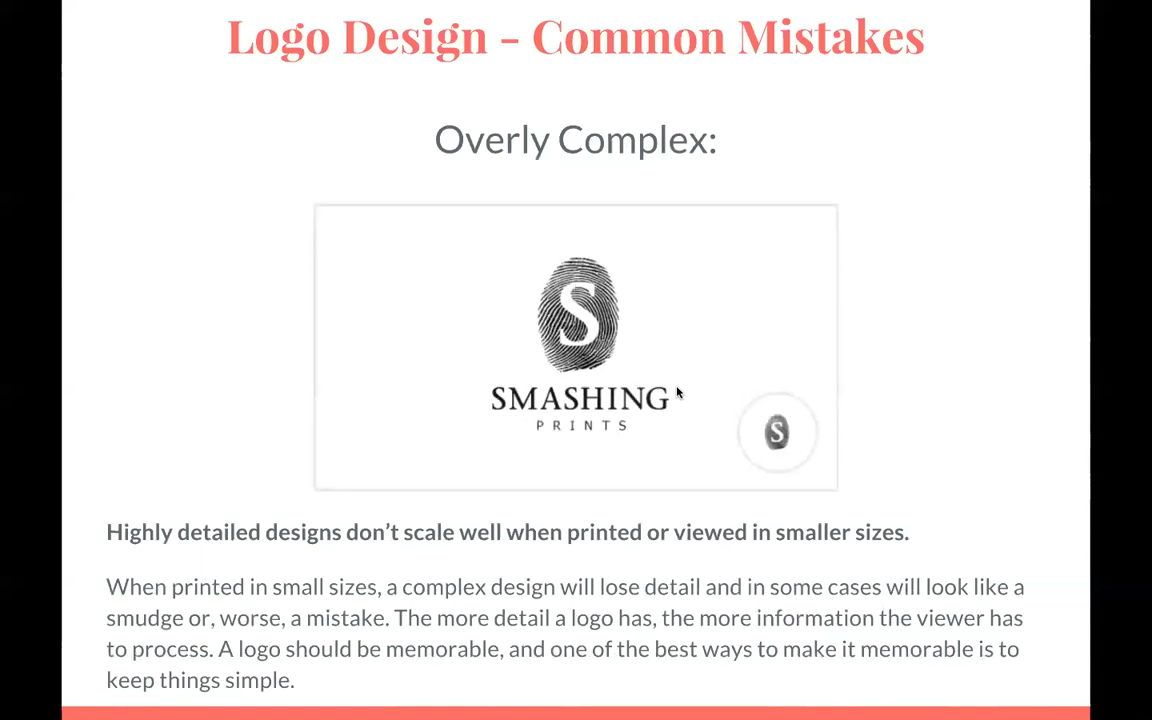 Logo Design - Common Mistakes
Overly Complex:
S
SMASHING
PRINTS
S
Highly detailed designs don’t scale well when printed or viewed in smaller sizes.
When printed in small sizes, a complex design will lose detail and in some cases will look like a
smudge or, worse, a mistake. The more detail a logo has, the more information the viewer has
to process. A logo should be memorable, and one of the best ways to make it memorable is to
keep things simple.